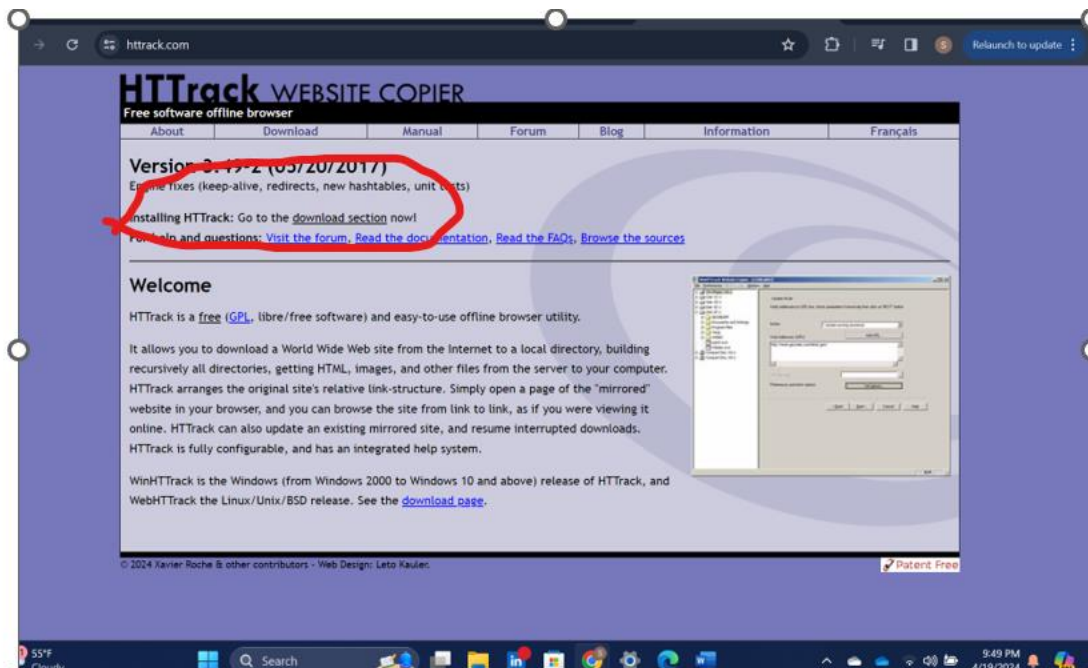 httrack.com
Relaunch to update
HTTrack WEBSITE COPIER
Free software offline browser
About Download Manual Forum Blog Information Français
Version 3.49-2 (05/20/2017)
Engine fixes (keep-alive, redirects, new hashtables, unit tests)
Installing HTTrack: Go to the download section now!
For help and questions: Visit the forum, Read the documentation, Read the FAQs, Browse the sources
Welcome
HTTrack is a free (GPL, libre/free software) and easy-to-use offline browser utility.
It allows you to download a World Wide Web site from the Internet to a local directory, building
recursively all directories, getting HTML, images, and other files from the server to your computer.
HTTrack arranges the original site's relative link-structure. Simply open a page of the "mirrored"
website in your browser, and you can browse the site from link to link, as if you were viewing it
online. HTTrack can also update an existing mirrored site, and resume interrupted downloads.
HTTrack is fully configurable, and has an integrated help system.
WinHTTrack is the Windows (from Windows 2000 to Windows 10 and above) release of HTTrack, and
WebHTTrack the Linux/Unix/BSD release. See the download page.
© 2024 Xavier Roche & other contributors - Web Design: Leto Kauler.
Patent Free
55°F
Cloudy
Search
9:49 PM
4/19/2024